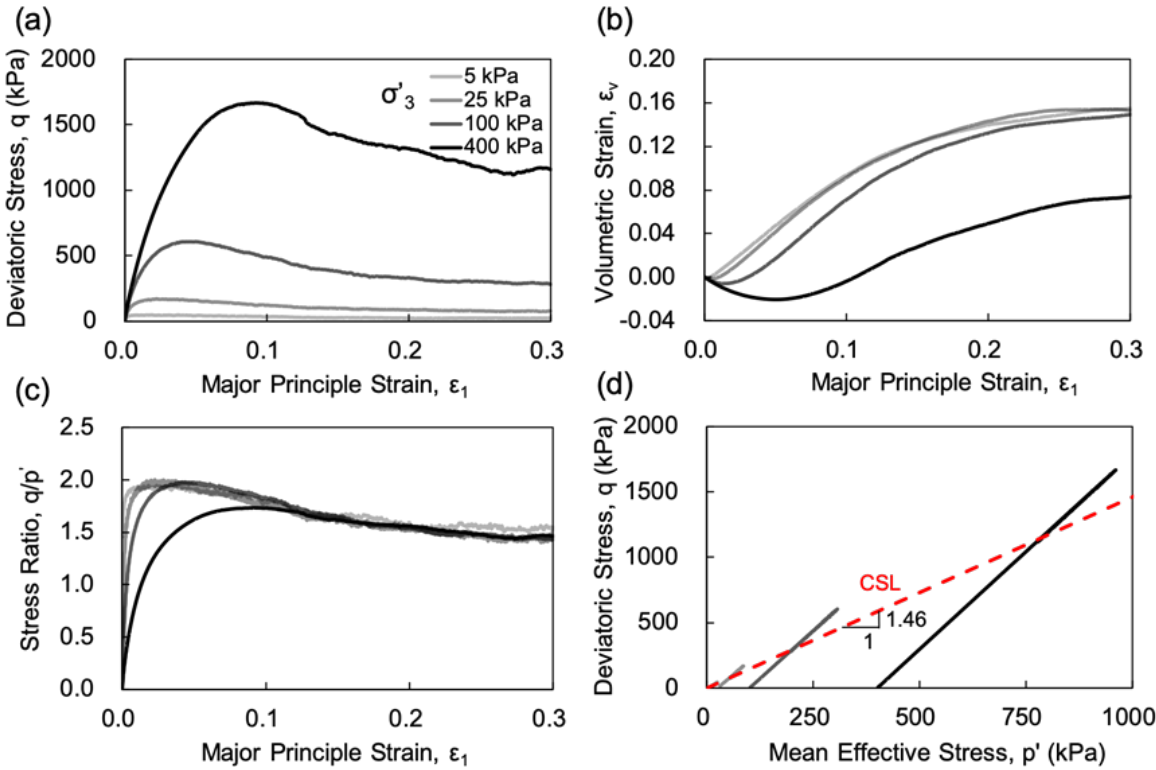 (a)
Deviatoric Stress, q (kPa)
2000
1500
1000
500
0
0.0
0.1
0.2
0.3
Major Principle Strain, ε1
σ'3
5 kPa
25 kPa
100 kPa
400 kPa
(b)
Volumetric Strain, εv
0.20
0.16
0.12
0.08
0.04
0.00
-0.04
0.0
0.1
0.2
0.3
Major Principle Strain, ε1
(c)
Stress Ratio, q/p'
2.5
2.0
1.5
1.0
0.5
0.0
0.0
0.1
0.2
0.3
Major Principle Strain, ε1
(d)
Deviatoric Stress, q (kPa)
2000
1500
1000
500
0
0
250
500
750
1000
Mean Effective Stress, p' (kPa)
CSL
1.46
1